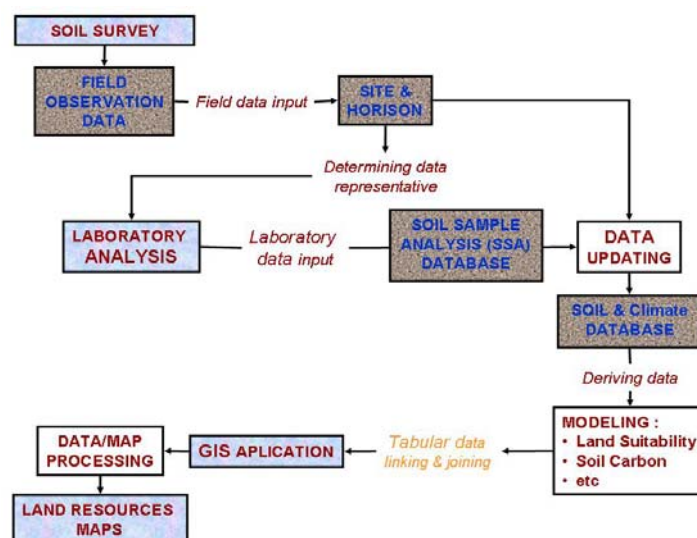 SOIL SURVEY
FIELD
OBSERVATION
DATA
Field data input
SITE &
HORISON
Determining data
representative
LABORATORY
ANALYSIS
Laboratory
data input
SOIL SAMPLE
ANALYSIS (SSA)
DATABASE
DATA
UPDATING
SOIL & Climate
DATABASE
Deriving data
MODELING :
• Land Suitability
• Soil Carbon
• etc
Tabular data
linking & joining
GIS APLICATION
DATA/MAP
PROCESSING
LAND RESOURCES
MAPS